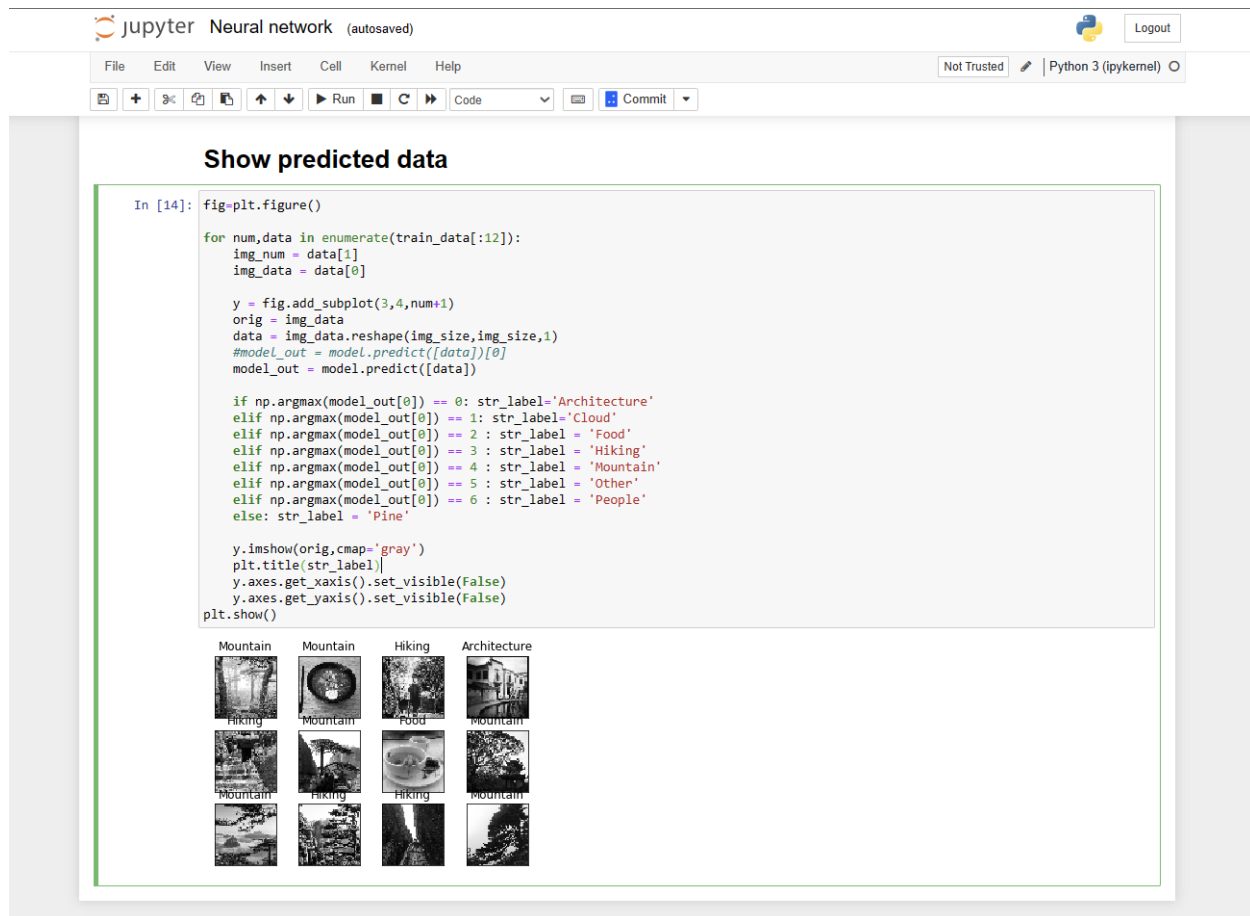 jupyter Neural network (autosaved)
Logout
File Edit View Insert Cell Kernel Help
Not Trusted
Python 3 (ipykernel)
Run
Code
Commit
Show predicted data
In [14]: fig=plt.figure()
for num,data in enumerate(train_data[:12]):
    img_num = data[1]
    img_data = data[0]
    y = fig.add_subplot(3,4,num+1)
    orig = img_data
    data = img_data.reshape(img_size,img_size,1)
    #model_out = model.predict([data])[0]
    model_out = model.predict([data])
    if np.argmax(model_out[0]) == 0: str_label='Architecture'
    elif np.argmax(model_out[0]) == 1: str_label='Cloud'
    elif np.argmax(model_out[0]) == 2 : str_label = 'Food'
    elif np.argmax(model_out[0]) == 3 : str_label = 'Hiking'
    elif np.argmax(model_out[0]) == 4 : str_label = 'Mountain'
    elif np.argmax(model_out[0]) == 5 : str_label = 'Other'
    elif np.argmax(model_out[0]) == 6 : str_label = 'People'
    else: str_label = 'Pine'
    y.imshow(orig,cmap='gray')
    plt.title(str_label)
    y.axes.get_xaxis().set_visible(False)
    y.axes.get_yaxis().set_visible(False)
plt.show()
Mountain Mountain Hiking Architecture
Hiking Mountain Food Mountain
Mountain Hiking Hiking Mountain